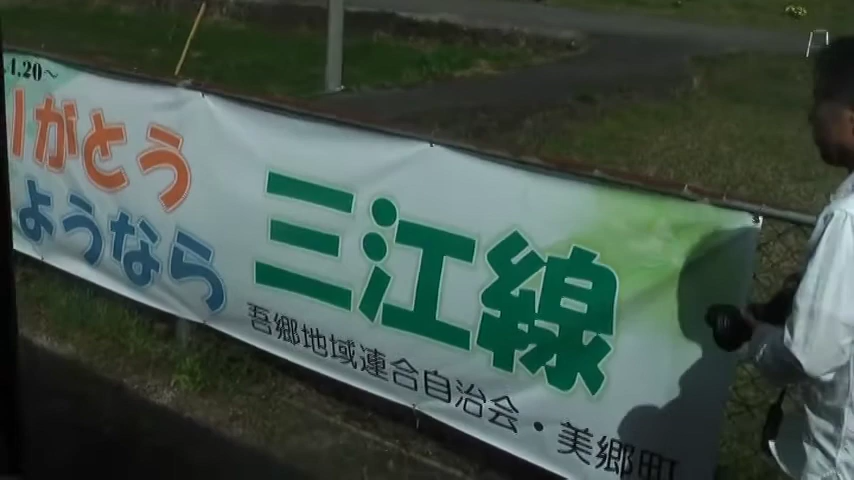 4.20～
りがとう
ようなら
三江線
吾郷地域連合自治会・美郷町